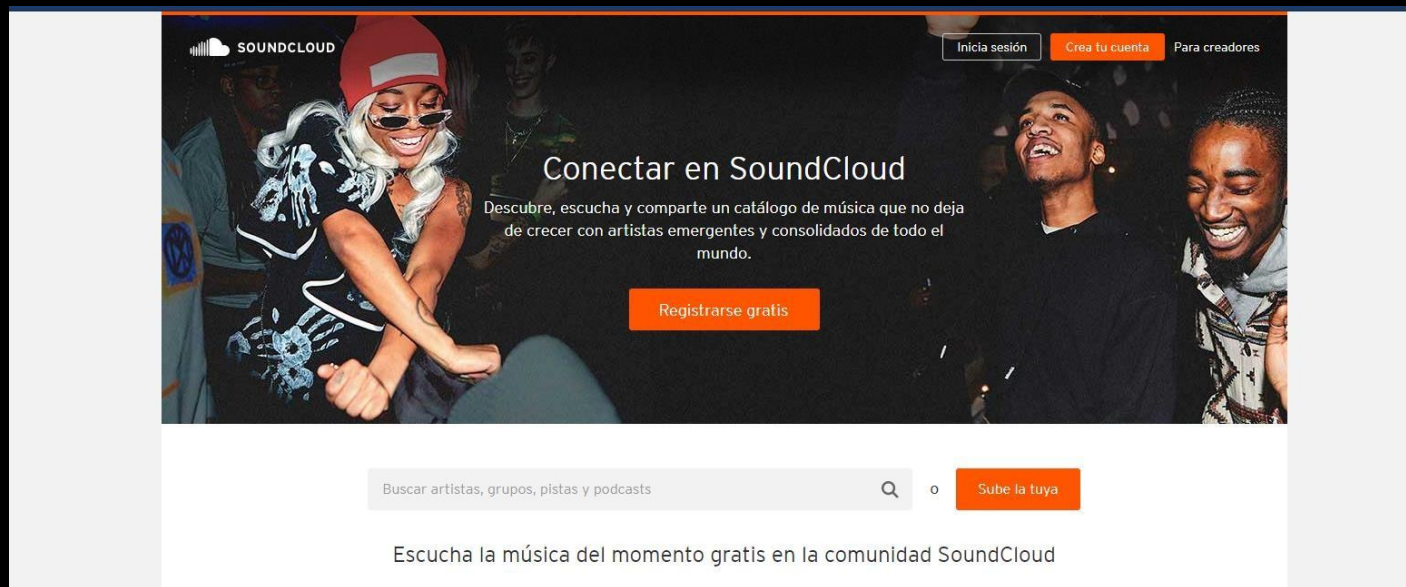 SOUNDCLOUD
Inicia sesión
Crea tu cuenta
Para creadores
Conectar en SoundCloud
Descubre, escucha y comparte un catálogo de música que no deja
de crecer con artistas emergentes y consolidados de todo el
mundo.
Registrarse gratis
Buscar artistas, grupos, pistas y podcasts
o
Sube la tuya
Escucha la música del momento gratis en la comunidad SoundCloud